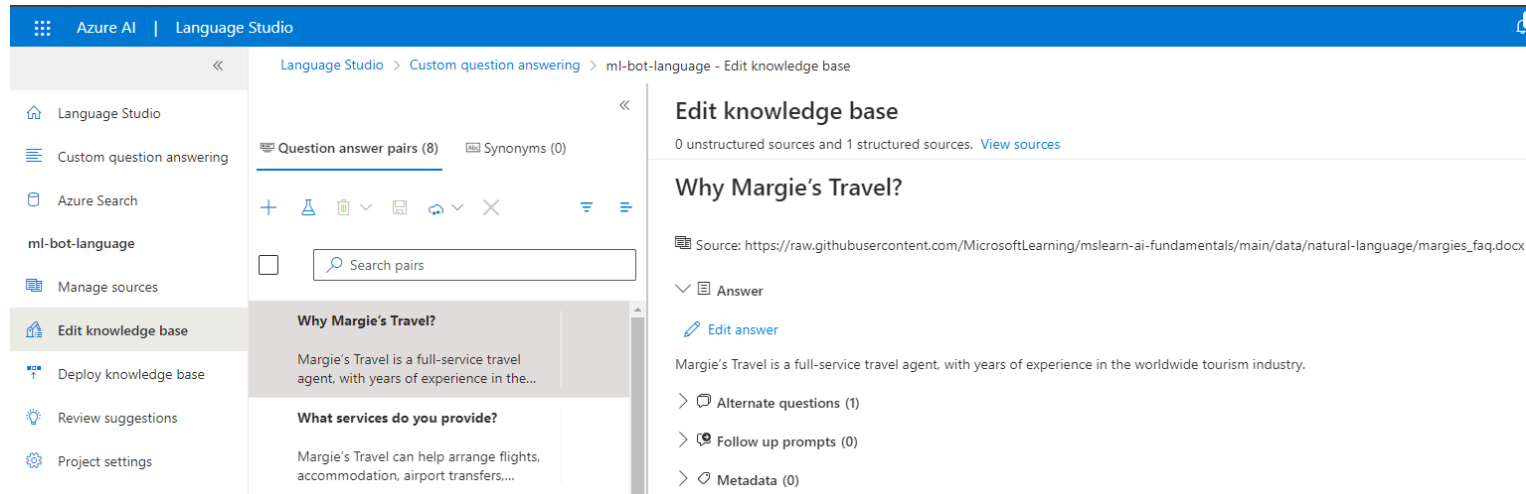 Azure AI | Language Studio
Language Studio > Custom question answering > ml-bot-language - Edit knowledge base
Language Studio
Custom question answering
Azure Search
ml-bot-language
Manage sources
Edit knowledge base
Deploy knowledge base
Review suggestions
Project settings
Question answer pairs (8)
Abc Synonyms (0)
Search pairs
Why Margie’s Travel?
Margie’s Travel is a full-service travel
agent, with years of experience in the...
What services do you provide?
Margie’s Travel can help arrange flights,
accommodation, airport transfers,...
Edit knowledge base
0 unstructured sources and 1 structured sources. View sources
Why Margie’s Travel?
Source: https://raw.githubusercontent.com/MicrosoftLearning/mslearn-ai-fundamentals/main/data/natural-language/margies_faq.docx
Answer
Edit answer
Margie’s Travel is a full-service travel agent, with years of experience in the worldwide tourism industry.
Alternate questions (1)
Follow up prompts (0)
Metadata (0)